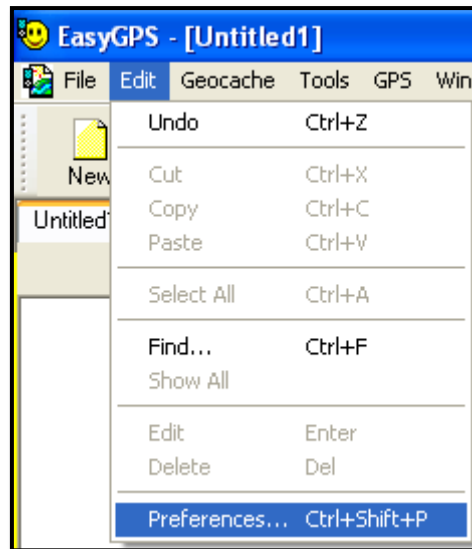 EasyGPS - [Untitled1]
File Edit Geocache Tools GPS Win
New
Untitled1
Undo Ctrl+Z
Cut Ctrl+X
Copy Ctrl+C
Paste Ctrl+V
Select All Ctrl+A
Find... Ctrl+F
Show All
Edit Enter
Delete Del
Preferences... Ctrl+Shift+P